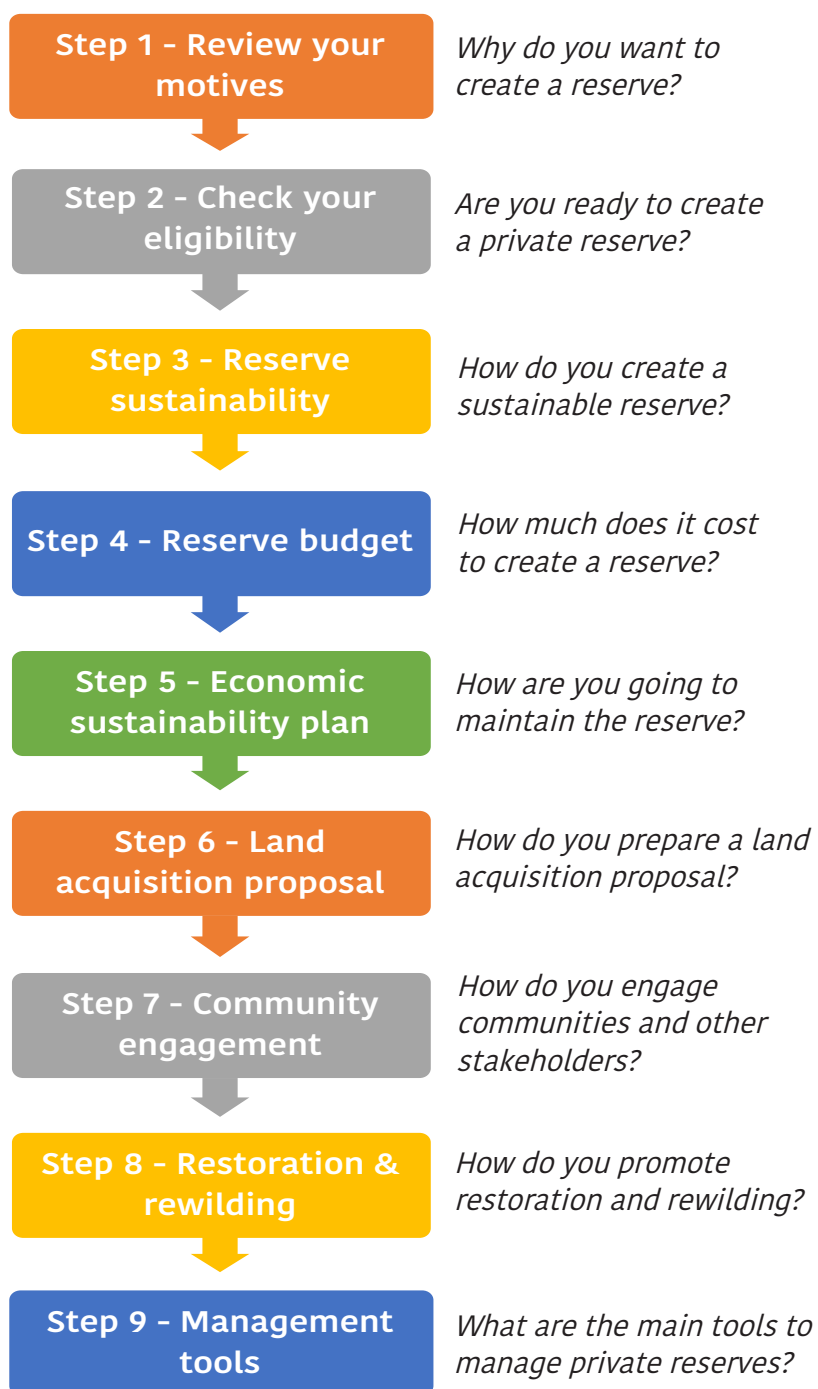 Step 1 - Review your
motives
Why do you want to
create a reserve?
Step 2 - Check your
eligibility
Are you ready to create
a private reserve?
Step 3 - Reserve
sustainability
How do you create a
sustainable reserve?
Step 4 - Reserve budget
How much does it cost
to create a reserve?
Step 5 - Economic
sustainability plan
How are you going to
maintain the reserve?
Step 6 - Land
acquisition proposal
How do you prepare a land
acquisition proposal?
Step 7 - Community
engagement
How do you engage
communities and other
stakeholders?
Step 8 - Restoration &
rewilding
How do you promote
restoration and rewilding?
Step 9 - Management
tools
What are the main tools to
manage private reserves?